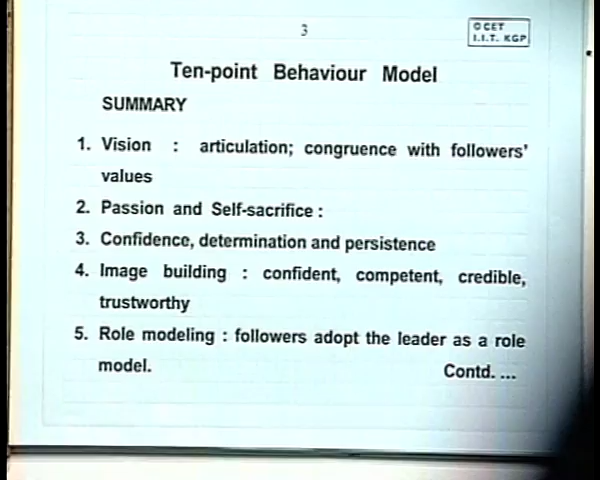 3
© CET
I.I.T. KGP
Ten-point Behaviour Model
SUMMARY
1. Vision : articulation; congruence with followers'
values
2. Passion and Self-sacrifice :
3. Confidence, determination and persistence
4. Image building : confident, competent, credible,
trustworthy
5. Role modeling : followers adopt the leader as a role
model.
Contd. ...